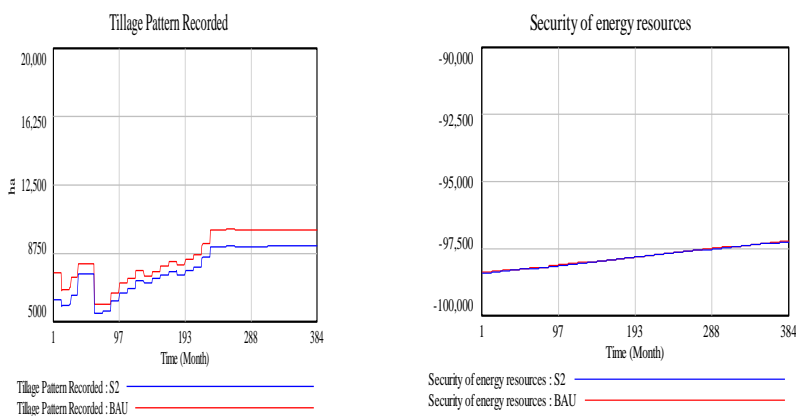 Tillage Pattern Recorded
20,000
16,250
12,500
8750
5000
ha
1 97 193 288 384
Time (Month)
Tillage Pattern Recorded : S2
Tillage Pattern Recorded : BAU
Security of energy resources
-90,000
-92,500
-95,000
-97,500
-100,000
1 97 193 288 384
Time (Month)
Security of energy resources : S2
Security of energy resources : BAU